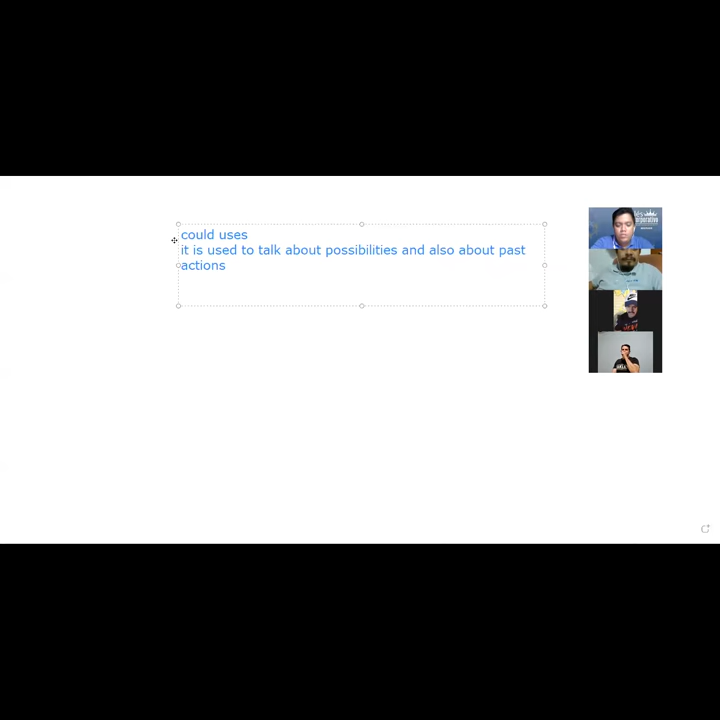 could uses
it is used to talk about possibilities and also about past
actions